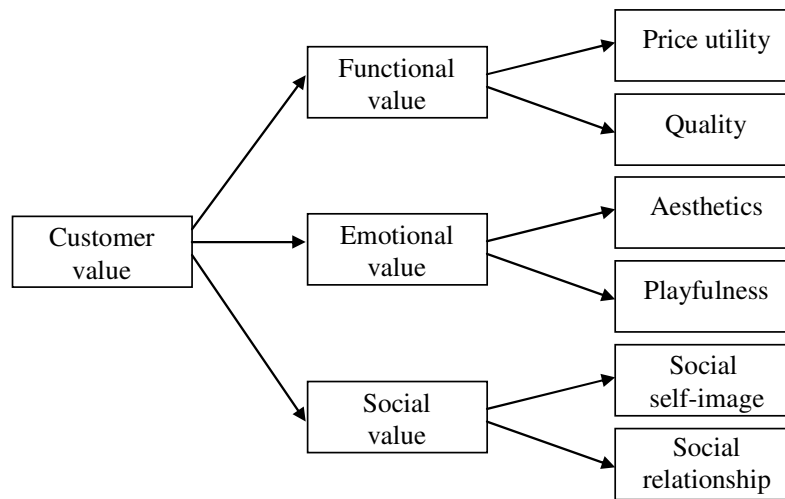 Customer
value
Functional
value
Price utility
Quality
Emotional
value
Aesthetics
Playfulness
Social
value
Social
self-image
Social
relationship